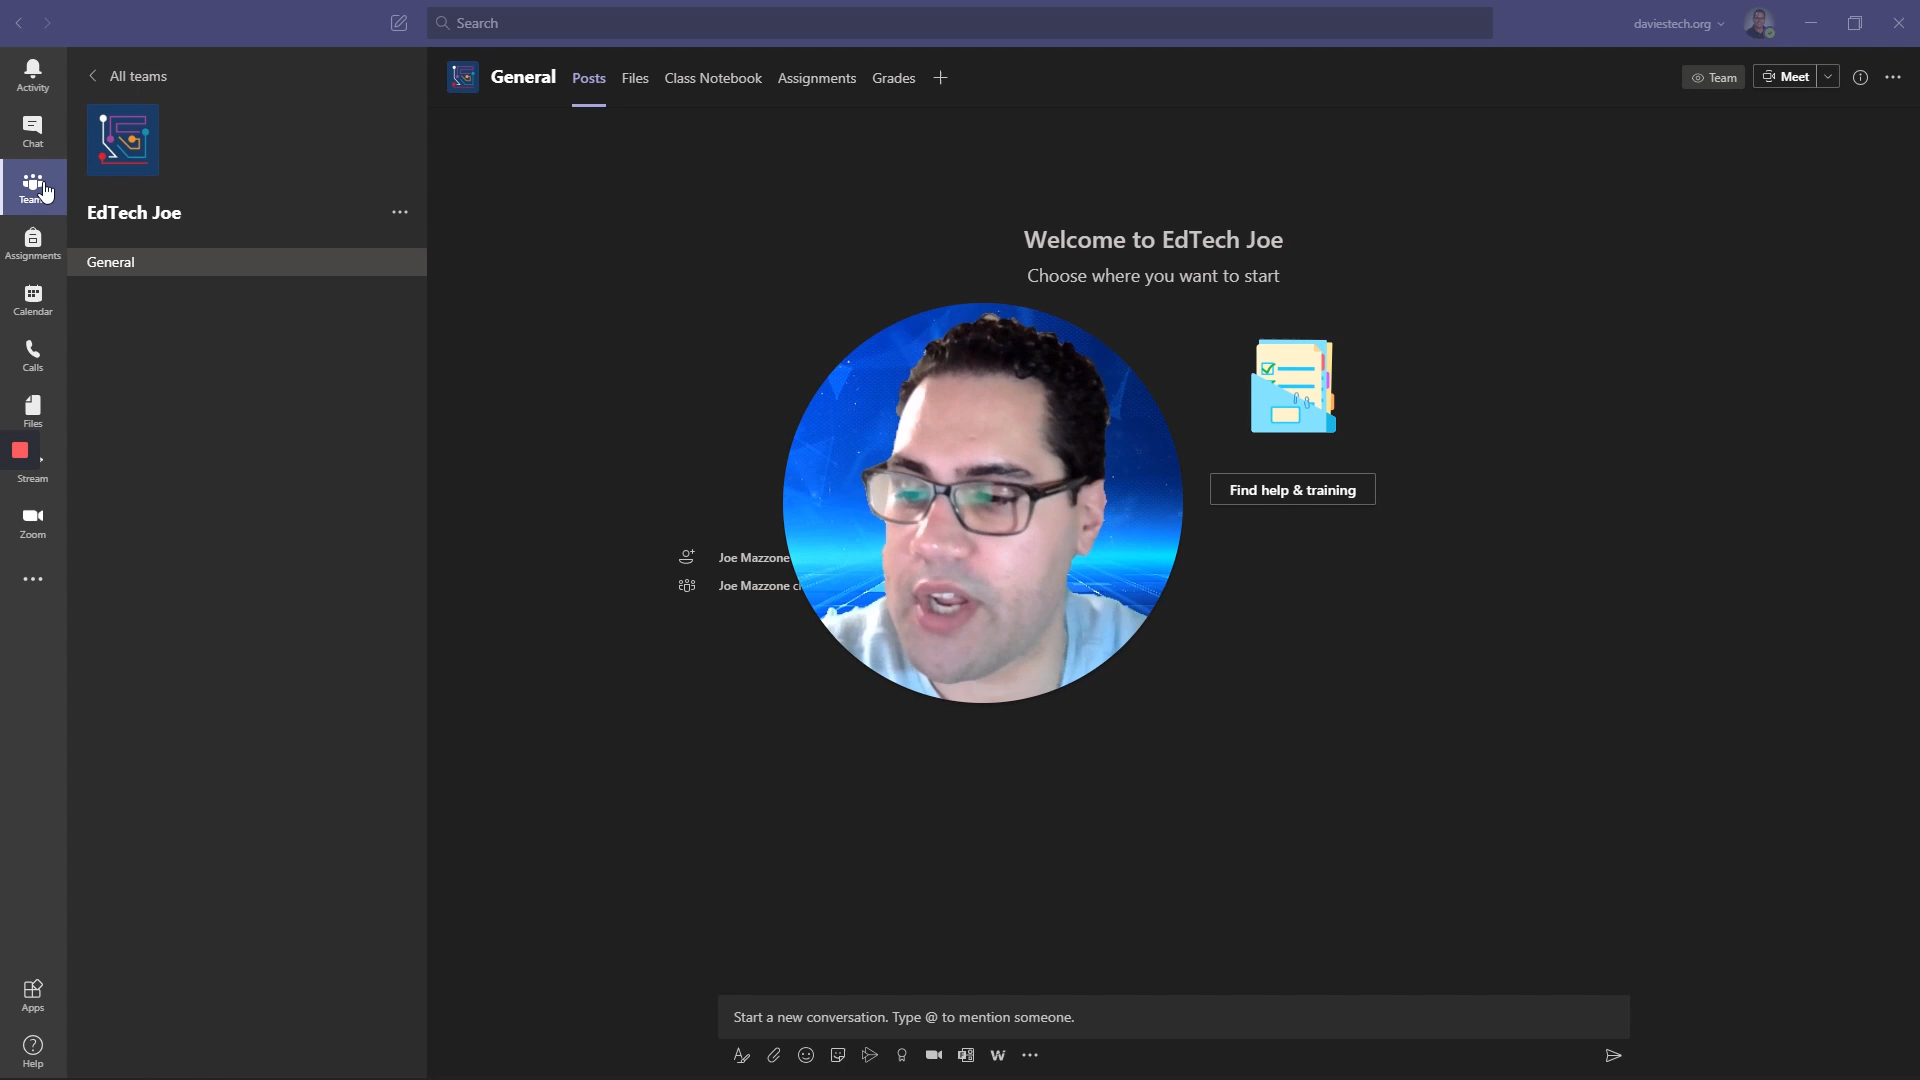 Search
daviestech.org
Activity
Chat
Assignments
Calendar
Calls
Files
Stream
Zoom
Apps
Help
All teams
EdTech Joe
General
General
Posts
Files
Class Notebook
Assignments
Grades
Team
Meet
Welcome to EdTech Joe
Choose where you want to start
Find help & training
Joe Mazzone
Joe Mazzone
Start a new conversation. Type @ to mention someone.